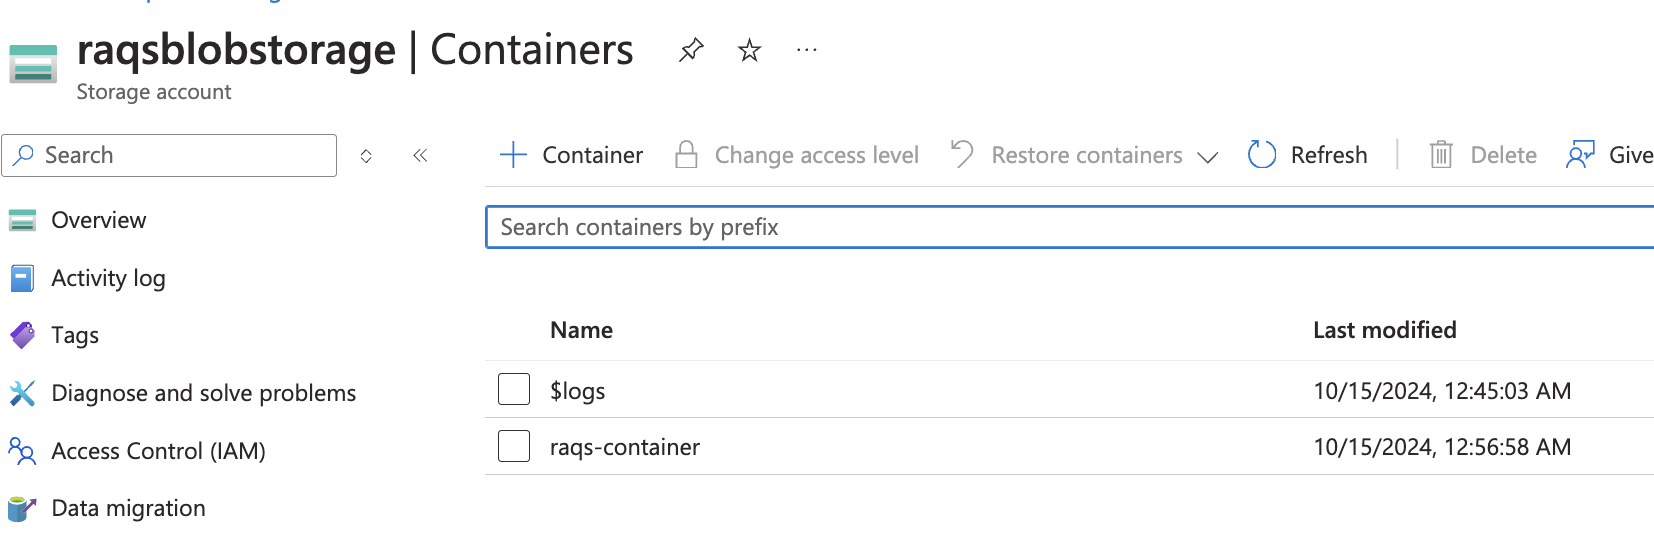 raqsblobstorage | Containers
Storage account
Search
Container Change access level Restore containers Refresh Delete Give
Search containers by prefix
Overview
Activity log
Tags
Diagnose and solve problems
Access Control (IAM)
Data migration
Name Last modified
$logs 10/15/2024, 12:45:03 AM
raqs-container 10/15/2024, 12:56:58 AM